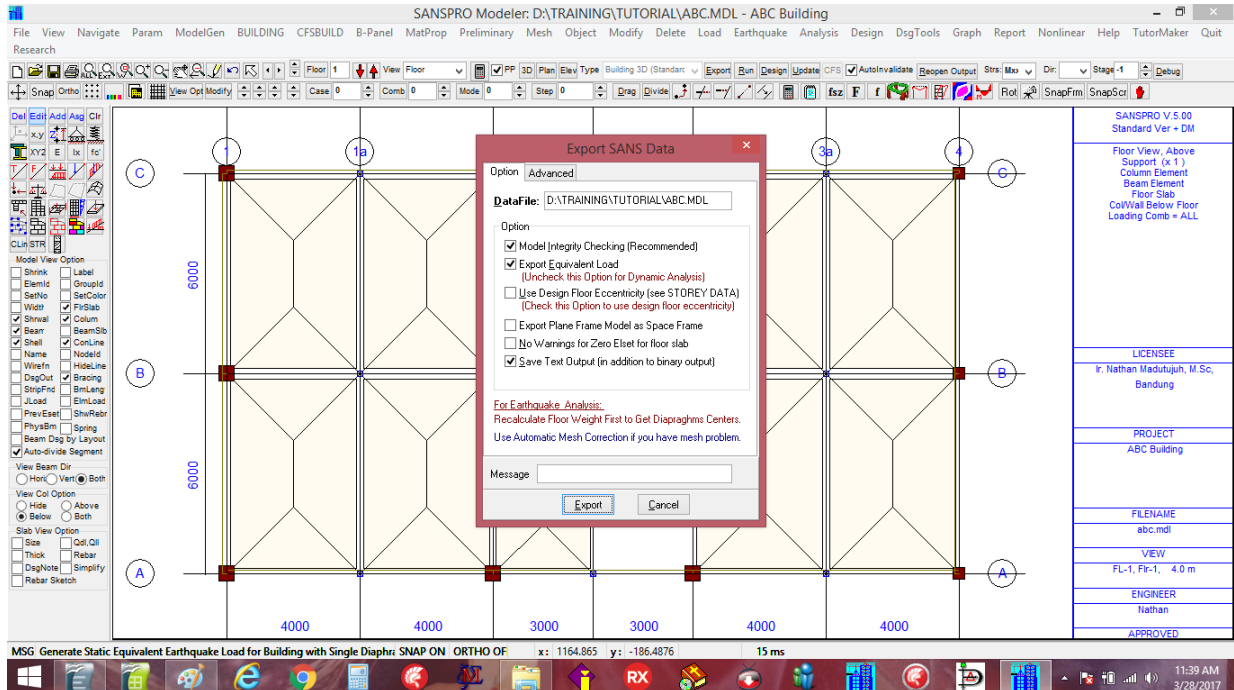 SANSPRO Modeler: D:\TRAINING\TUTORIAL\ABC.MDL - ABC Building
File View Navigate Param ModelGen BUILDING CFSBUILD B-Panel MatProp Preliminary Mesh Object Modify Delete Load Earthquake Analysis Design DsgTools Graph Report Nonlinear Help TutorMaker Quit
Research
Floor 1 View Floor PP 3D Plan Elev Type Building 3D (Standarc Export Run Design Update CFS AutoInvalidate Reopen Output Strs: Mxx Dir: Stage -1 Debug
Snap Ortho View Opt Modify Case 0 Comb 0 Mode 0 Step 0 Drag Divide fsz F f Rot SnapFrm SnapScr
Del Edit Add Asg Clr
x.y
XYZ E Ix fc'
CLin STR
Model View Option
Shrink Label
ElemId GroupId
SetNo SetColor
Width FlrSlab
Shrwal Colum
Bearr BeamSlb
Shell ConLine
Name NodeId
Wirefn HideLine
DsgOut Bracing
StripFnd BmLeng
JLoad ElmLoad
PrevEset ShwRebr
PhysBm Spring
Beam Dsg by Layout
Auto-divide Segment
View Beam Dir
Hori Vert Both
View Col Option
Hide Above
Below Both
Slab View Option
Size Qdl,Qll
Thick Rebar
DsgNote Simplify
Rebar Sketch
1 1a 3a 4
C C
6000
B B
6000
A A
4000 4000 3000 3000 4000 4000
Export SANS Data
Option Advanced
DataFile: D:\TRAINING\TUTORIAL\ABC.MDL
Option
Model Integrity Checking (Recommended)
Export Equivalent Load
(Uncheck this Option for Dynamic Analysis)
Use Design Floor Eccentricity (see STOREY DATA)
(Check this Option to use design floor eccentricity)
Export Plane Frame Model as Space Frame
No Warnings for Zero Elset for floor slab
Save Text Output (in addition to binary output)
For Earthquake Analysis:
Recalculate Floor Weight First to Get Diapraghms Centers.
Use Automatic Mesh Correction if you have mesh problem.
Message
Export Cancel
SANSPRO V.5.00
Standard Ver + DM
Floor View, Above
Support (x 1 )
Column Element
Beam Element
Floor Slab
Col/Wall Below Floor
Loading Comb = ALL
LICENSEE
Ir. Nathan Madutujuh, M.Sc,
Bandung
PROJECT
ABC Building
FILENAME
abc.mdl
VIEW
FL-1, Flr-1, 4.0 m
ENGINEER
Nathan
APPROVED
MSG Generate Static Equivalent Earthquake Load for Building with Single Diaphra SNAP ON ORTHO OF x: 1164.865 y: -186.4876 15 ms
RX
11:39 AM
3/28/2017